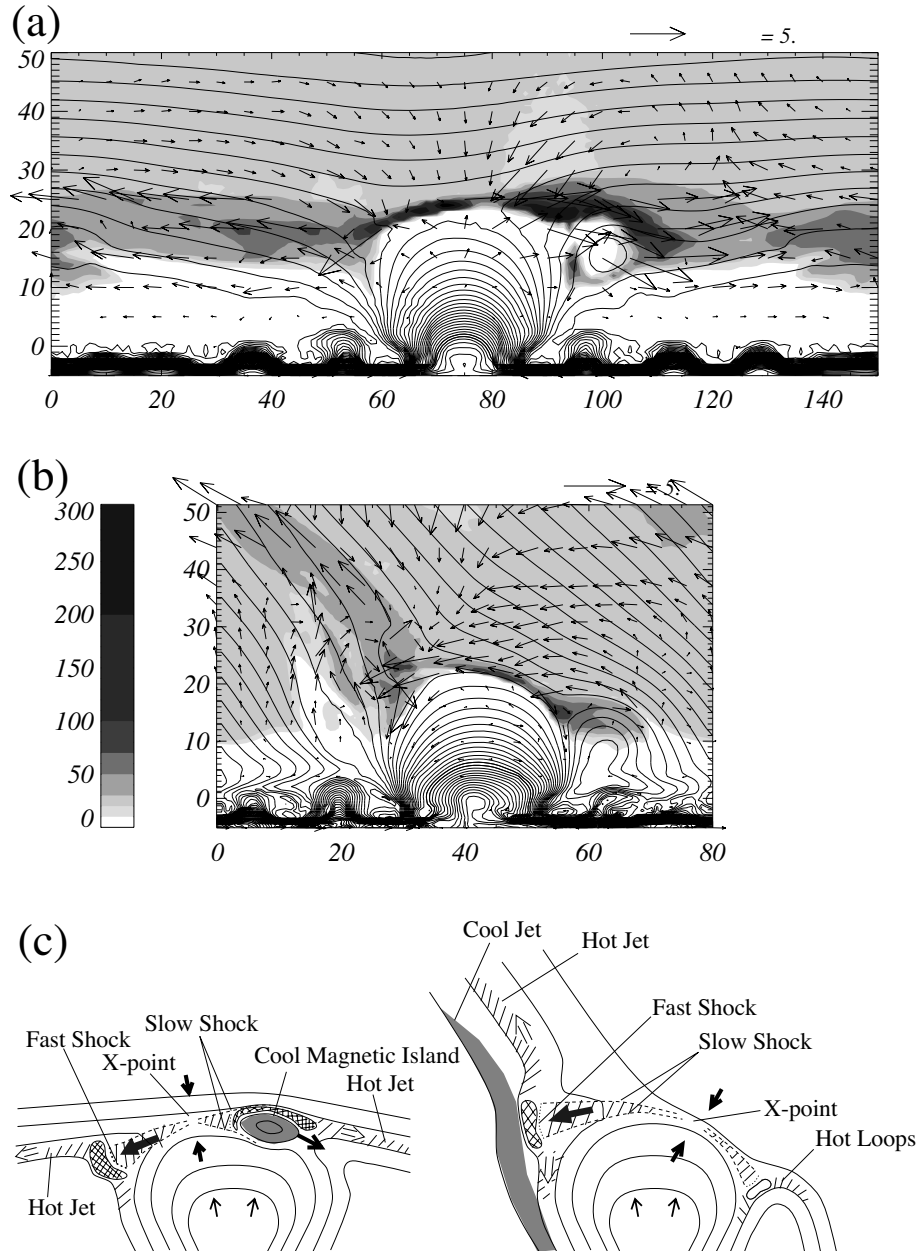 (a)
= 5.
50
40
30
20
10
0
0 20 40 60 80 100 120 140
(b)
300
250
200
150
100
50
0
50
40
30
20
10
0
0 20 40 60 80
(c)
Cool Jet
Hot Jet
Fast Shock
Slow Shock
X-point
Cool Magnetic Island
Hot Jet
Hot Jet
Fast Shock
Slow Shock
X-point
Hot Loops